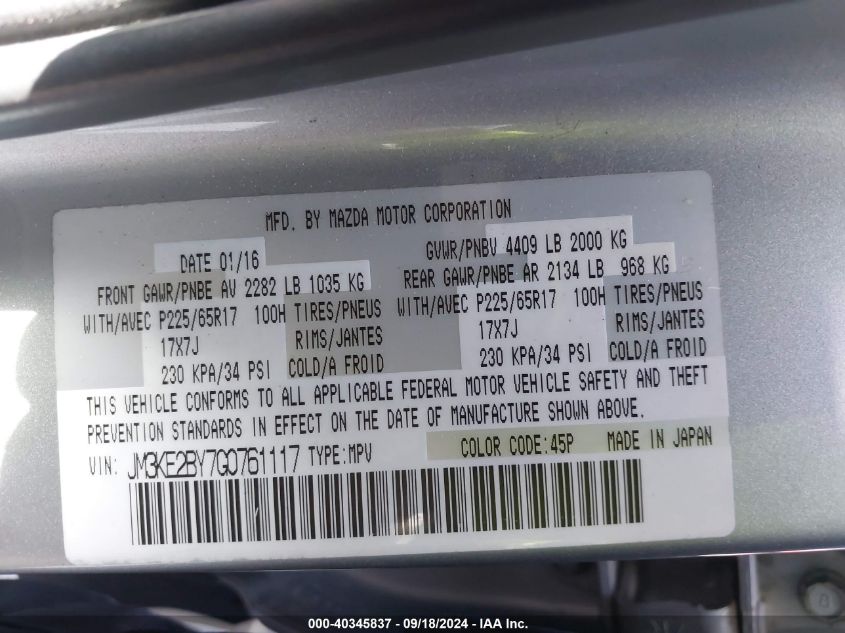 MFD. BY MAZDA MOTOR CORPORATION
DATE 01/16 GVWR/PNBV 4409 LB 2000 KG
FRONT GAWR/PNBE AV 2282 LB 1035 KG REAR GAWR/PNBE AR 2134 LB 968 KG
WITH/AVEC P225/65R17 100H TIRES/PNEUS WITH/AVEC P225/65R17 100H TIRES/PNEUS
17X7J RIMS/JANTES 17X7J RIMS/JANTES
230 KPA/34 PSI COLD/A FROID 230 KPA/34 PSI COLD/A FROID
THIS VEHICLE CONFORMS TO ALL APPLICABLE FEDERAL MOTOR VEHICLE SAFETY AND THEFT
PREVENTION STANDARDS IN EFFECT ON THE DATE OF MANUFACTURE SHOWN ABOVE.
COLOR CODE:45P MADE IN JAPAN
VIN: JM3KE2BY7G0761117 TYPE:MPV
000-40345837 - 09/18/2024 - IAA Inc.